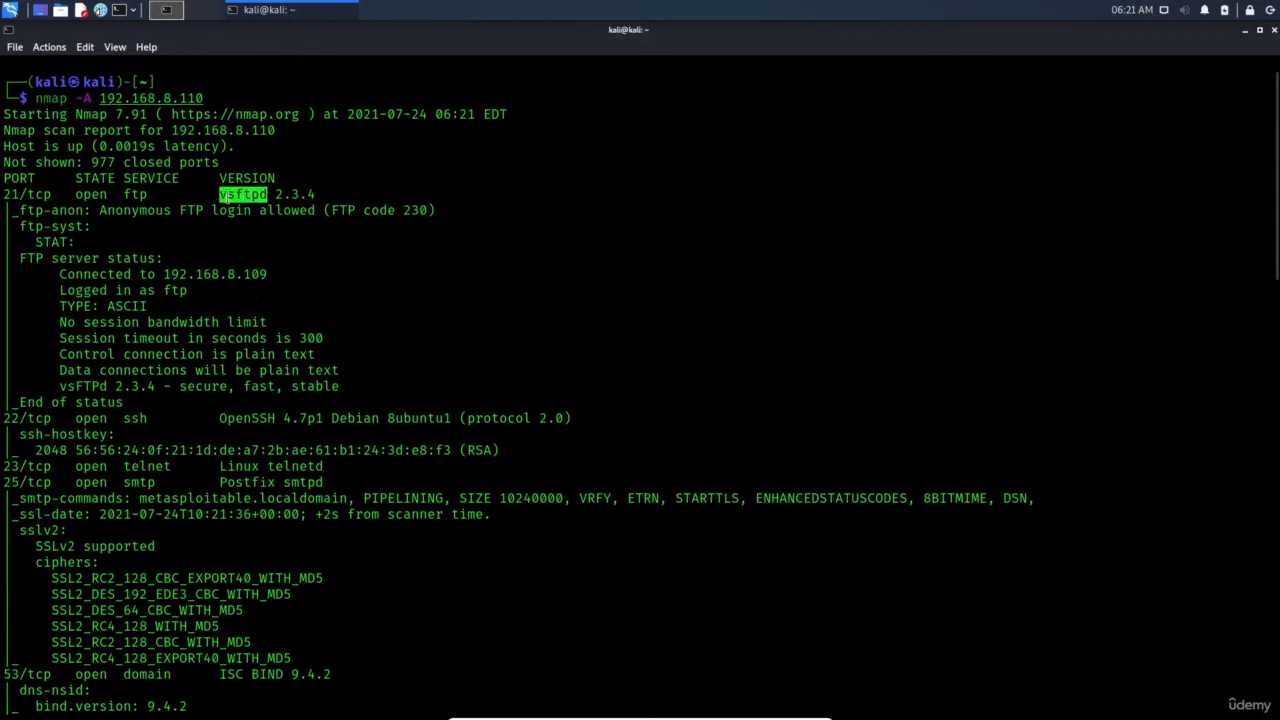 kali@kali: ~
06:21 AM
kali@kali: ~
File Actions Edit View Help
┌──(kali㉿kali)-[~]
└─$ nmap -A 192.168.8.110
Starting Nmap 7.91 ( https://nmap.org ) at 2021-07-24 06:21 EDT
Nmap scan report for 192.168.8.110
Host is up (0.0019s latency).
Not shown: 977 closed ports
PORT STATE SERVICE VERSION
21/tcp open ftp vsftpd 2.3.4
|_ftp-anon: Anonymous FTP login allowed (FTP code 230)
| ftp-syst:
|   STAT:
| FTP server status:
|      Connected to 192.168.8.109
|      Logged in as ftp
|      TYPE: ASCII
|      No session bandwidth limit
|      Session timeout in seconds is 300
|      Control connection is plain text
|      Data connections will be plain text
|      vsFTPd 2.3.4 - secure, fast, stable
|_End of status
22/tcp open ssh OpenSSH 4.7p1 Debian 8ubuntu1 (protocol 2.0)
| ssh-hostkey:
|_  2048 56:56:24:0f:21:1d:de:a7:2b:ae:61:b1:24:3d:e8:f3 (RSA)
23/tcp open telnet Linux telnetd
25/tcp open smtp Postfix smtpd
|_smtp-commands: metasploitable.localdomain, PIPELINING, SIZE 10240000, VRFY, ETRN, STARTTLS, ENHANCEDSTATUSCODES, 8BITMIME, DSN,
|_ssl-date: 2021-07-24T10:21:36+00:00; +2s from scanner time.
| sslv2:
|   SSLv2 supported
|   ciphers:
|     SSL2_RC2_128_CBC_EXPORT40_WITH_MD5
|     SSL2_DES_192_EDE3_CBC_WITH_MD5
|     SSL2_DES_64_CBC_WITH_MD5
|     SSL2_RC4_128_WITH_MD5
|     SSL2_RC2_128_CBC_WITH_MD5
|_    SSL2_RC4_128_EXPORT40_WITH_MD5
53/tcp open domain ISC BIND 9.4.2
| dns-nsid:
|_  bind.version: 9.4.2
ûdemy